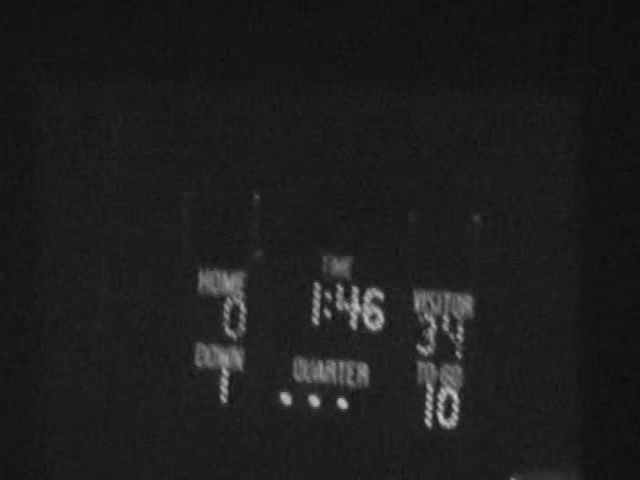 TIME
HOME VISITOR
0 1:46 34
DOWN QUARTER TO GO
1 ... 10